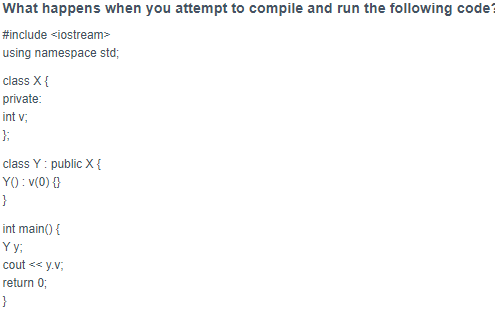 What happens when you attempt to compile and run the following code?
#include <iostream>
using namespace std;
class X {
private:
int v;
};
class Y : public X {
Y() : v(0) {}
}
int main() {
Y y;
cout << y.v;
return 0;
}